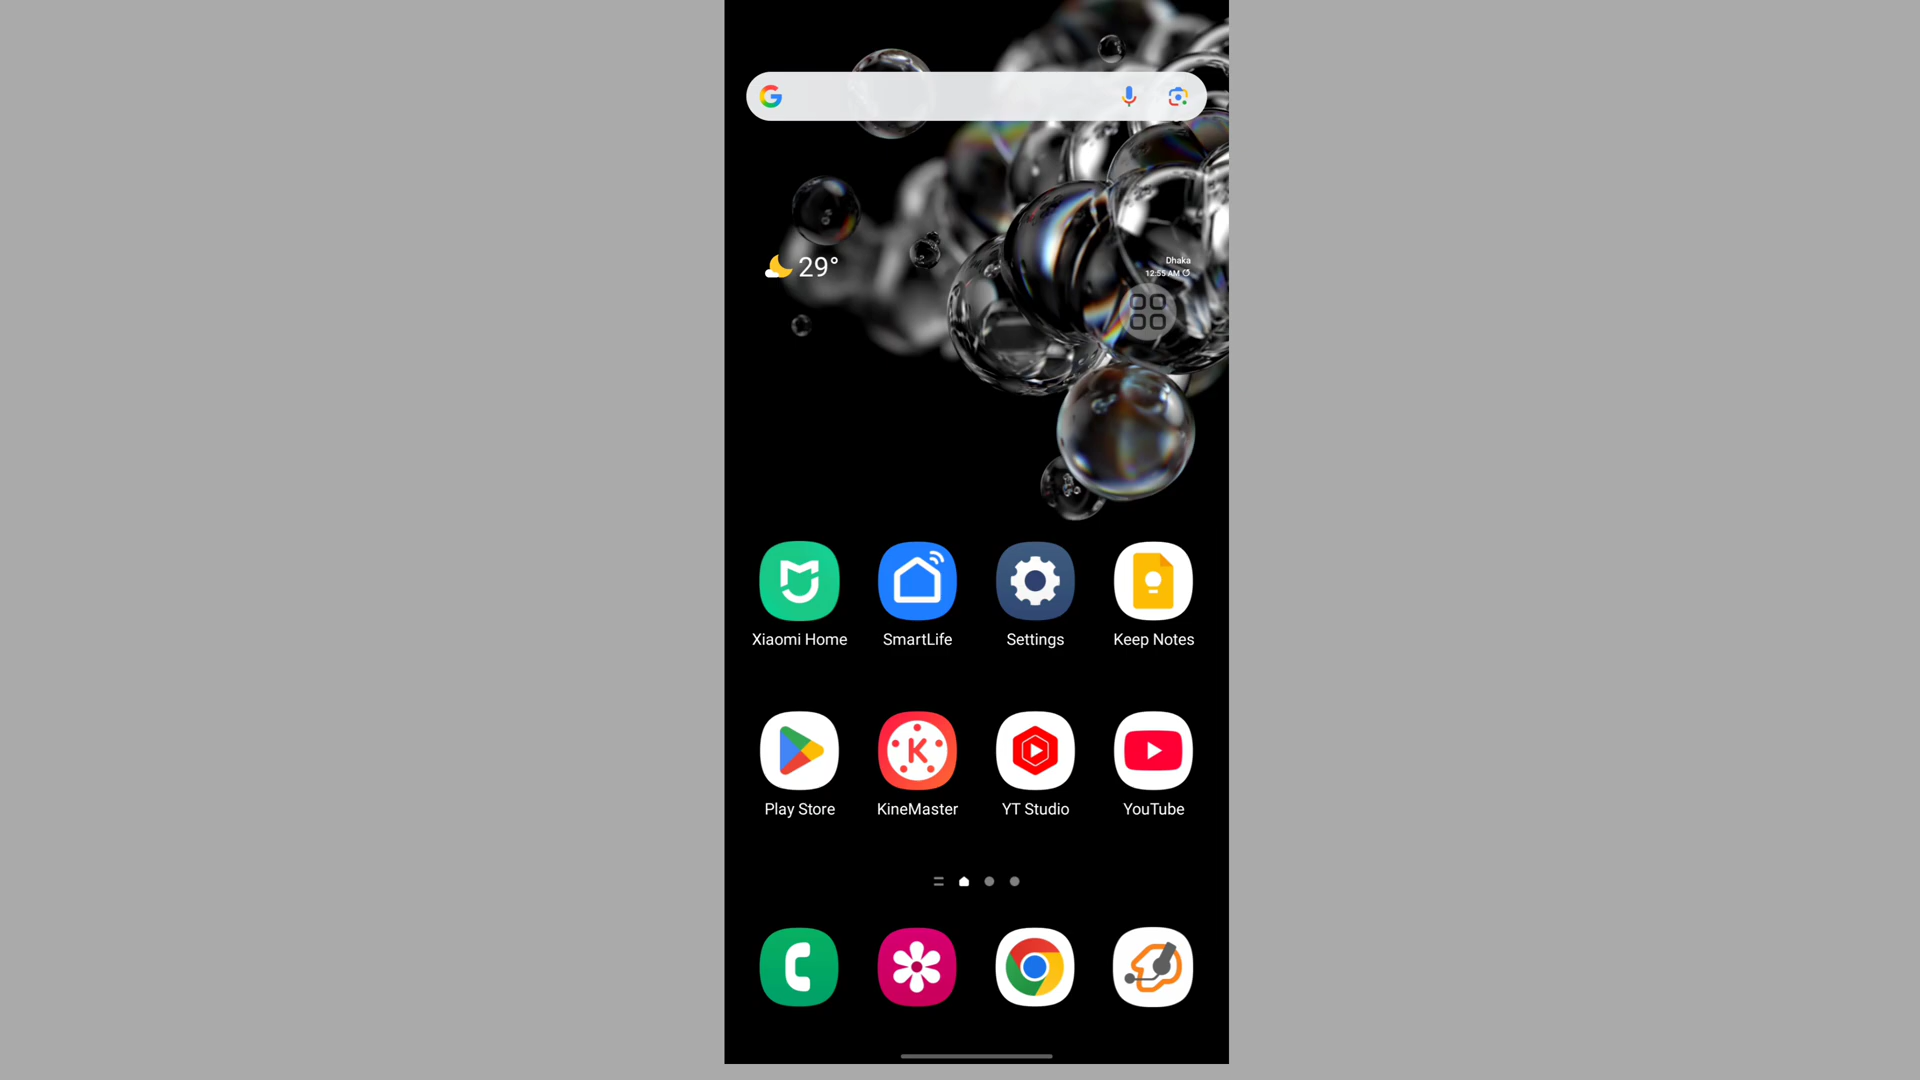 29°
Dhaka
12:55 AM
Xiaomi Home
SmartLife
Settings
Keep Notes
Play Store
KineMaster
YT Studio
YouTube